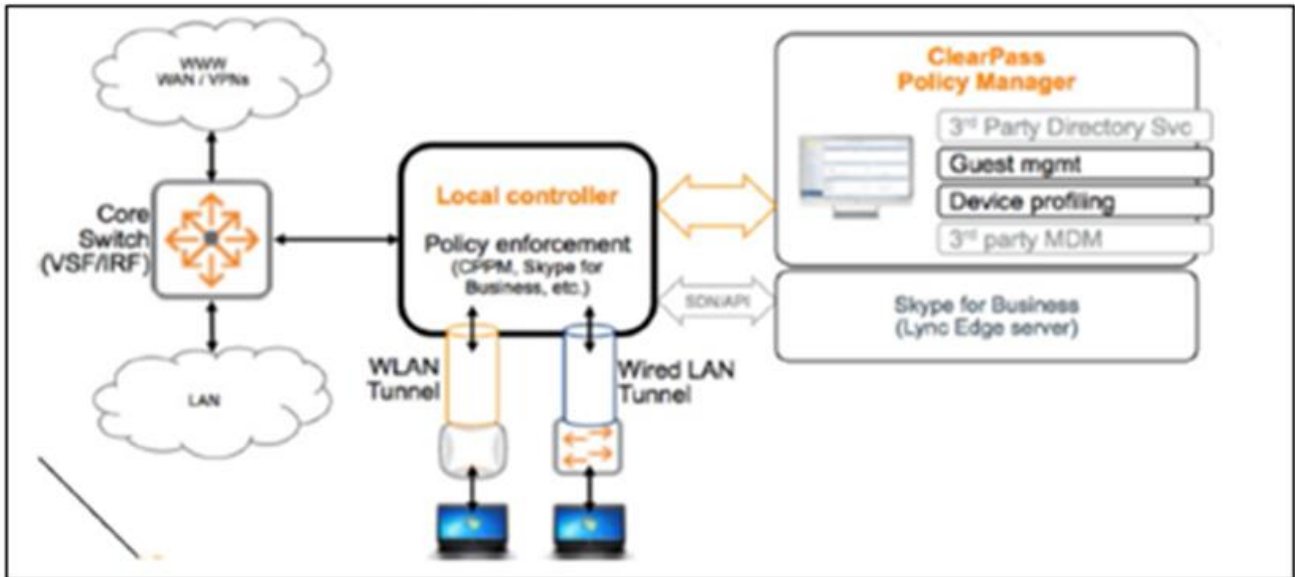 WWW
WAN / VPNs
Core
Switch
(VSF/IRF)
LAN
Local controller
Policy enforcement
(CPPM, Skype for
Business, etc.)
WLAN
Tunnel
Wired LAN
Tunnel
ClearPass
Policy Manager
3rd Party Directory Svc
Guest mgmt
Device profiling
3rd party MDM
SDN/API
Skype for Business
(Lync Edge server)